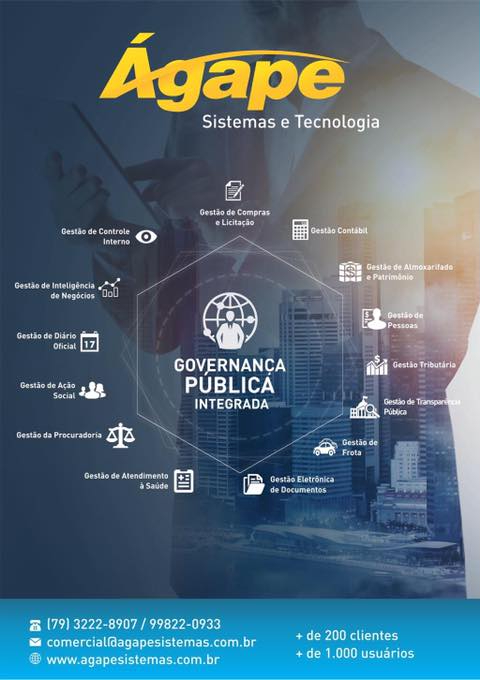 Ágape
Sistemas e Tecnologia
Gestão de Compras
e Licitação
Gestão Contábil
Gestão de Almoxarifado
e Patrimônio
Gestão de
Pessoas
Gestão Tributária
Gestão de Transparência
Pública
Gestão de
Frota
Gestão Eletrônica
de Documentos
Gestão de Atendimento
à Saúde
Gestão da Procuradoria
Gestão de Ação
Social
Gestão de Diário
Oficial
17
Gestão de Inteligência
de Negócios
Gestão de Controle
Interno
GOVERNANÇA
PÚBLICA
INTEGRADA
(79) 3222-8907 / 99822-0933
comercial@agapesistemas.com.br
www.agapesistemas.com.br
+ de 200 clientes
+ de 1.000 usuários